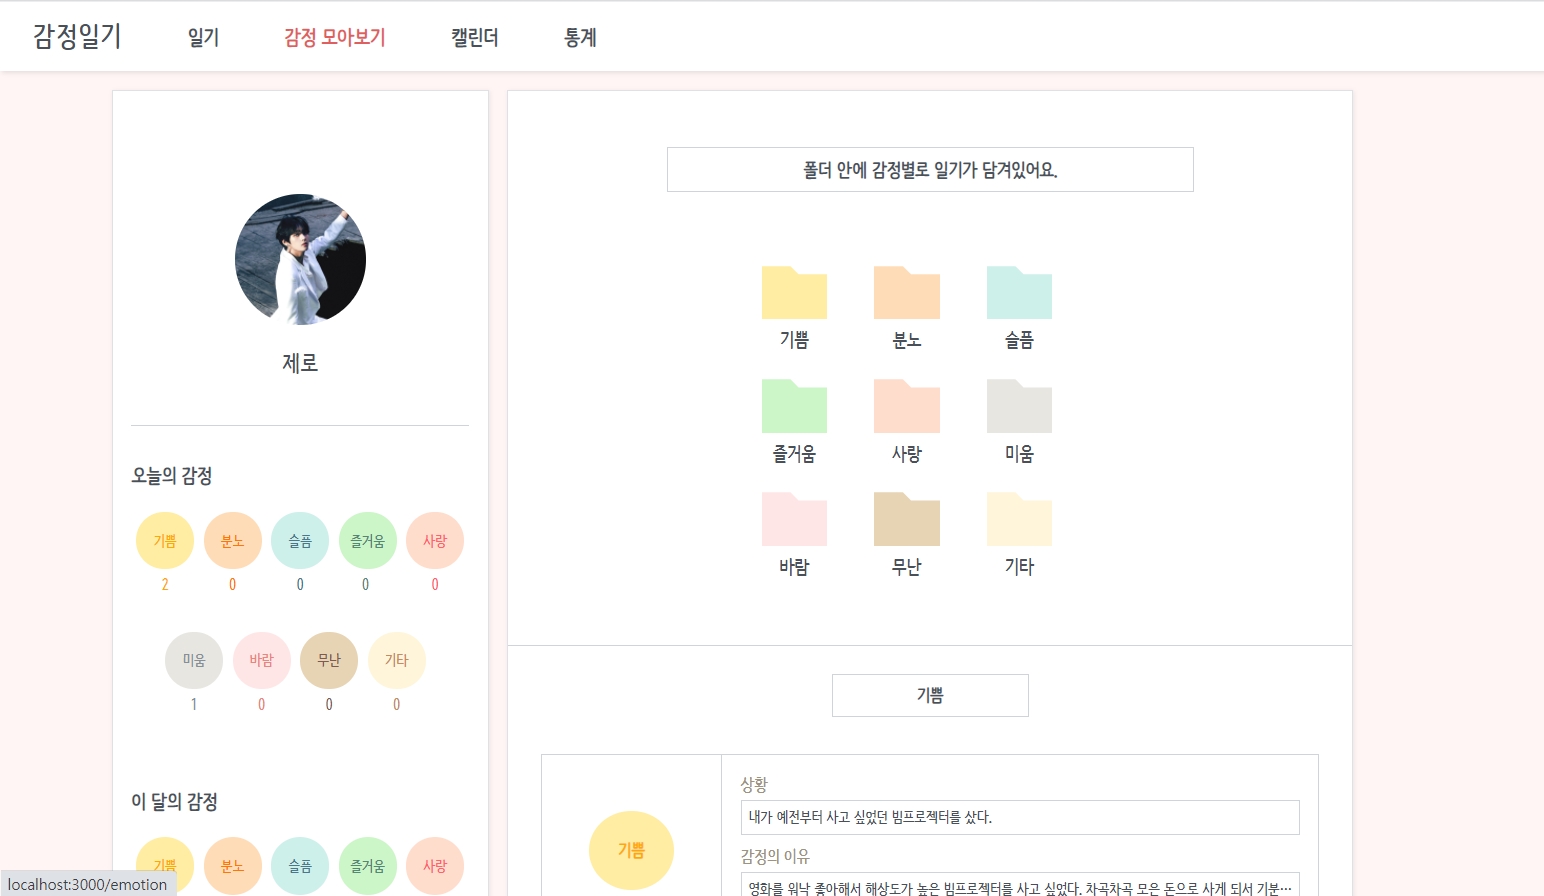 감정일기
일기
감정 모아보기
캘린더
통계
제로
오늘의 감정
기쁨 분노 슬픔 즐거움 사랑
2 0 0 0 0
미움 바람 무난 기타
1 0 0 0
이 달의 감정
기쁨 분노 슬픔 즐거움 사랑
폴더 안에 감정별로 일기가 담겨있어요.
기쁨 분노 슬픔
즐거움 사랑 미움
바람 무난 기타
기쁨
기쁨
상황
내가 예전부터 사고 싶었던 빔프로젝터를 샀다.
감정의 이유
영화를 워낙 좋아해서 해상도가 높은 빔프로젝터를 사고 싶었다. 차곡차곡 모은 돈으로 사게 되서 기분…
localhost:3000/emotion